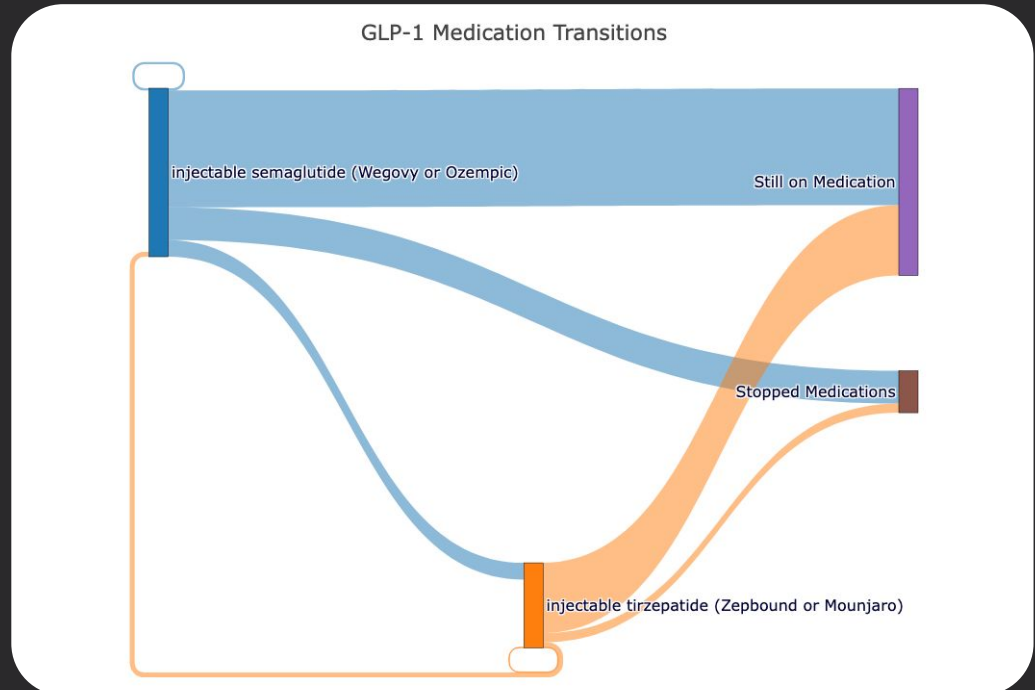 GLP-1 Medication Transitions
injectable semaglutide (Wegovy or Ozempic)
Still on Medication
Stopped Medications
injectable tirzepatide (Zepbound or Mounjaro)